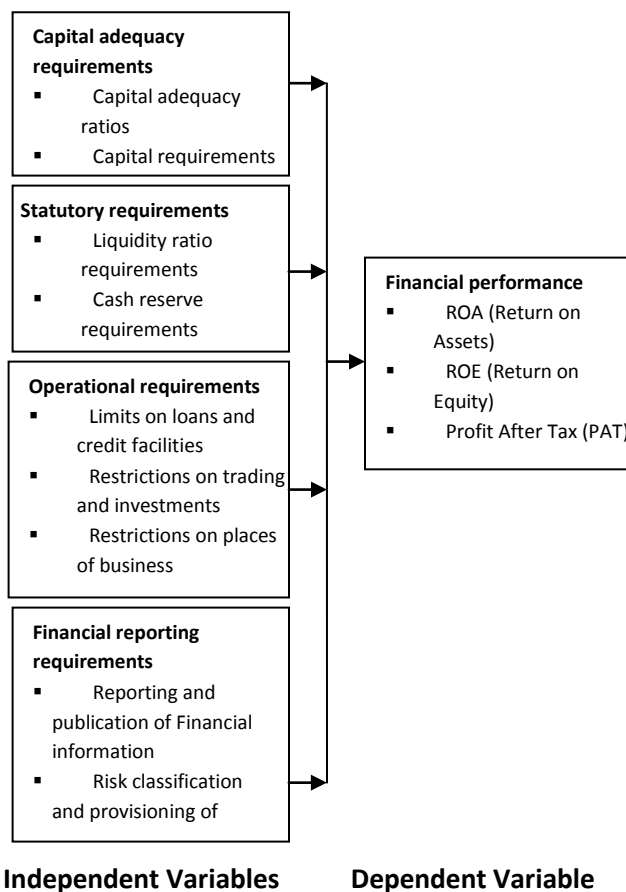 Capital adequacy
requirements
▪ Capital adequacy
ratios
▪ Capital requirements
Statutory requirements
▪ Liquidity ratio
requirements
▪ Cash reserve
requirements
Operational requirements
▪ Limits on loans and
credit facilities
▪ Restrictions on trading
and investments
▪ Restrictions on places
of business
Financial reporting
requirements
▪ Reporting and
publication of Financial
information
▪ Risk classification
and provisioning of
Financial performance
▪ ROA (Return on
Assets)
▪ ROE (Return on
Equity)
▪ Profit After Tax (PAT)
Independent Variables
Dependent Variable